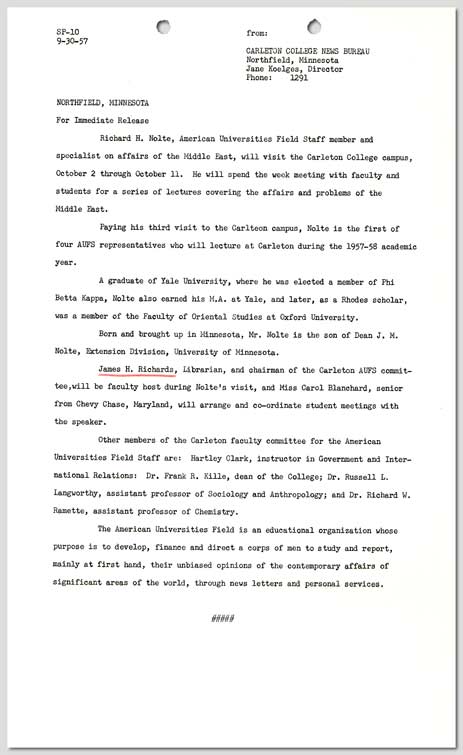 SP-10
9-30-57
from:
CARLETON COLLEGE NEWS BUREAU
Northfield, Minnesota
Jane Koelges, Director
Phone: 1291
NORTHFIELD, MINNESOTA
For Immediate Release
Richard H. Nolte, American Universities Field Staff member and
specialist on affairs of the Middle East, will visit the Carleton College campus,
October 2 through October 11. He will spend the week meeting with faculty and
students for a series of lectures covering the affairs and problems of the
Middle East.
Paying his third visit to the Carlteon campus, Nolte is the first of
four AUFS representatives who will lecture at Carleton during the 1957-58 academic
year.
A graduate of Yale University, where he was elected a member of Phi
Betta Kappa, Nolte also earned his M.A. at Yale, and later, as a Rhodes scholar,
was a member of the Faculty of Oriental Studies at Oxford University.
Born and brought up in Minnesota, Mr. Nolte is the son of Dean J. M.
Nolte, Extension Division, University of Minnesota.
James H. Richards, Librarian, and chairman of the Carleton AUFS commit-
tee,will be faculty host during Nolte's visit, and Miss Carol Blanchard, senior
from Chevy Chase, Maryland, will arrange and co-ordinate student meetings with
the speaker.
Other members of the Carleton faculty committee for the American
Universities Field Staff are: Hartley Clark, instructor in Government and Inter-
national Relations: Dr. Frank R. Kille, dean of the College; Dr. Russell L.
Langworthy, assistant professor of Sociology and Anthropology; and Dr. Richard W.
Ramette, assistant professor of Chemistry.
The American Universities Field is an educational organization whose
purpose is to develop, finance and direct a corps of men to study and report,
mainly at first hand, their unbiased opinions of the contemporary affairs of
significant areas of the world, through news letters and personal services.
#####